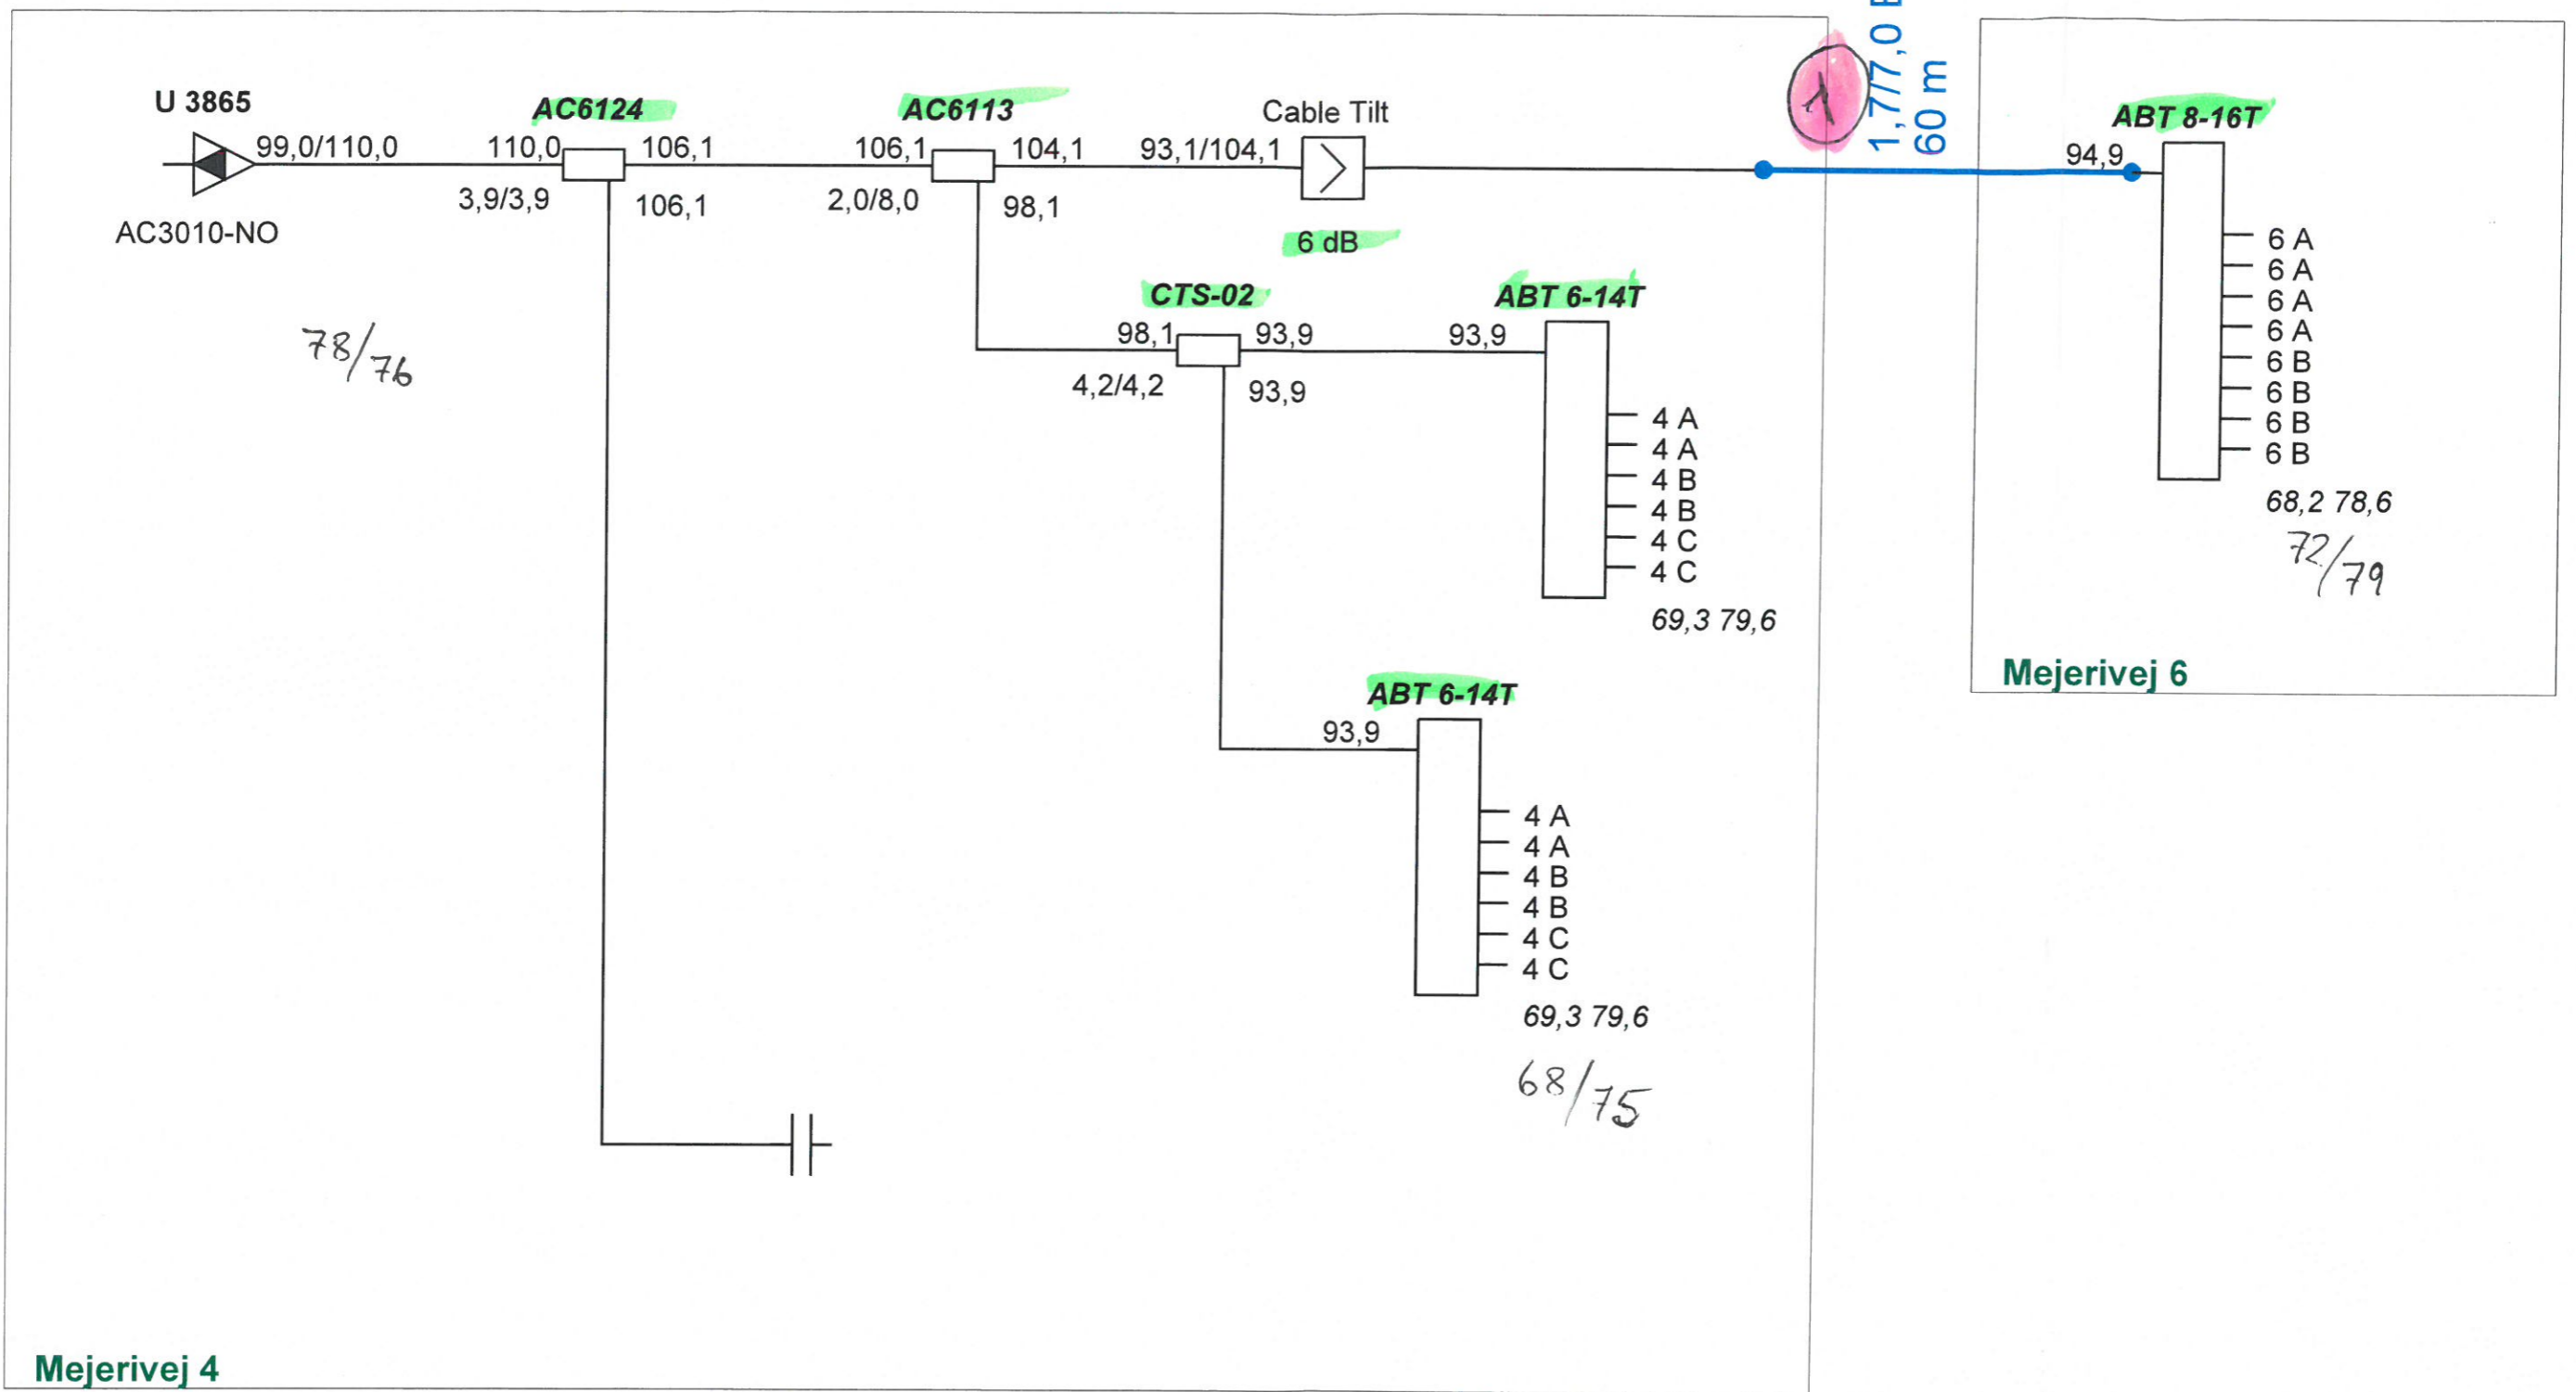 U 3865
99,0/110,0
AC3010-NO
78/76
AC6124
110,0
106,1
3,9/3,9
106,1
AC6113
106,1
104,1
2,0/8,0
98,1
Cable Tilt
93,1/104,1
6 dB
CTS-02
98,1
93,9
4,2/4,2
93,9
ABT 6-14T
93,9
4 A
4 A
4 B
4 B
4 C
4 C
69,3 79,6
ABT 6-14T
93,9
4 A
4 A
4 B
4 B
4 C
4 C
69,3 79,6
68/75
Mejerivej 4
1
1,7/7,0
60 m
ABT 8-16T
94,9
6 A
6 A
6 A
6 A
6 B
6 B
6 B
6 B
68,2 78,6
72/79
Mejerivej 6